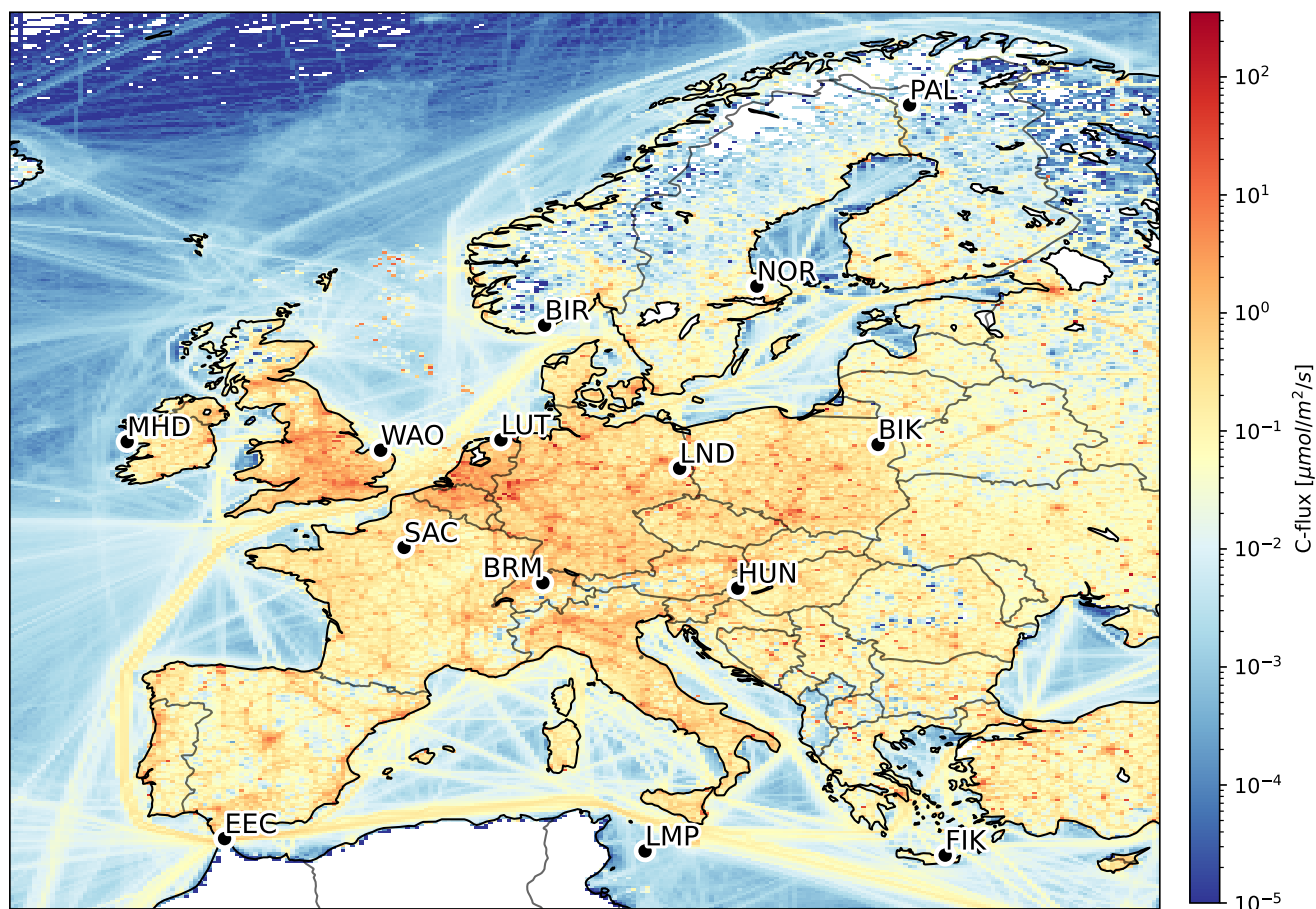 PAL
NOR
BIR
MHD
WAO
LUT
LND
BIK
SAC
BRM
HUN
EEC
LMP
FIK
10²
10¹
10⁰
10⁻¹
10⁻²
10⁻³
10⁻⁴
10⁻⁵
C-flux [μmol/m²/s]